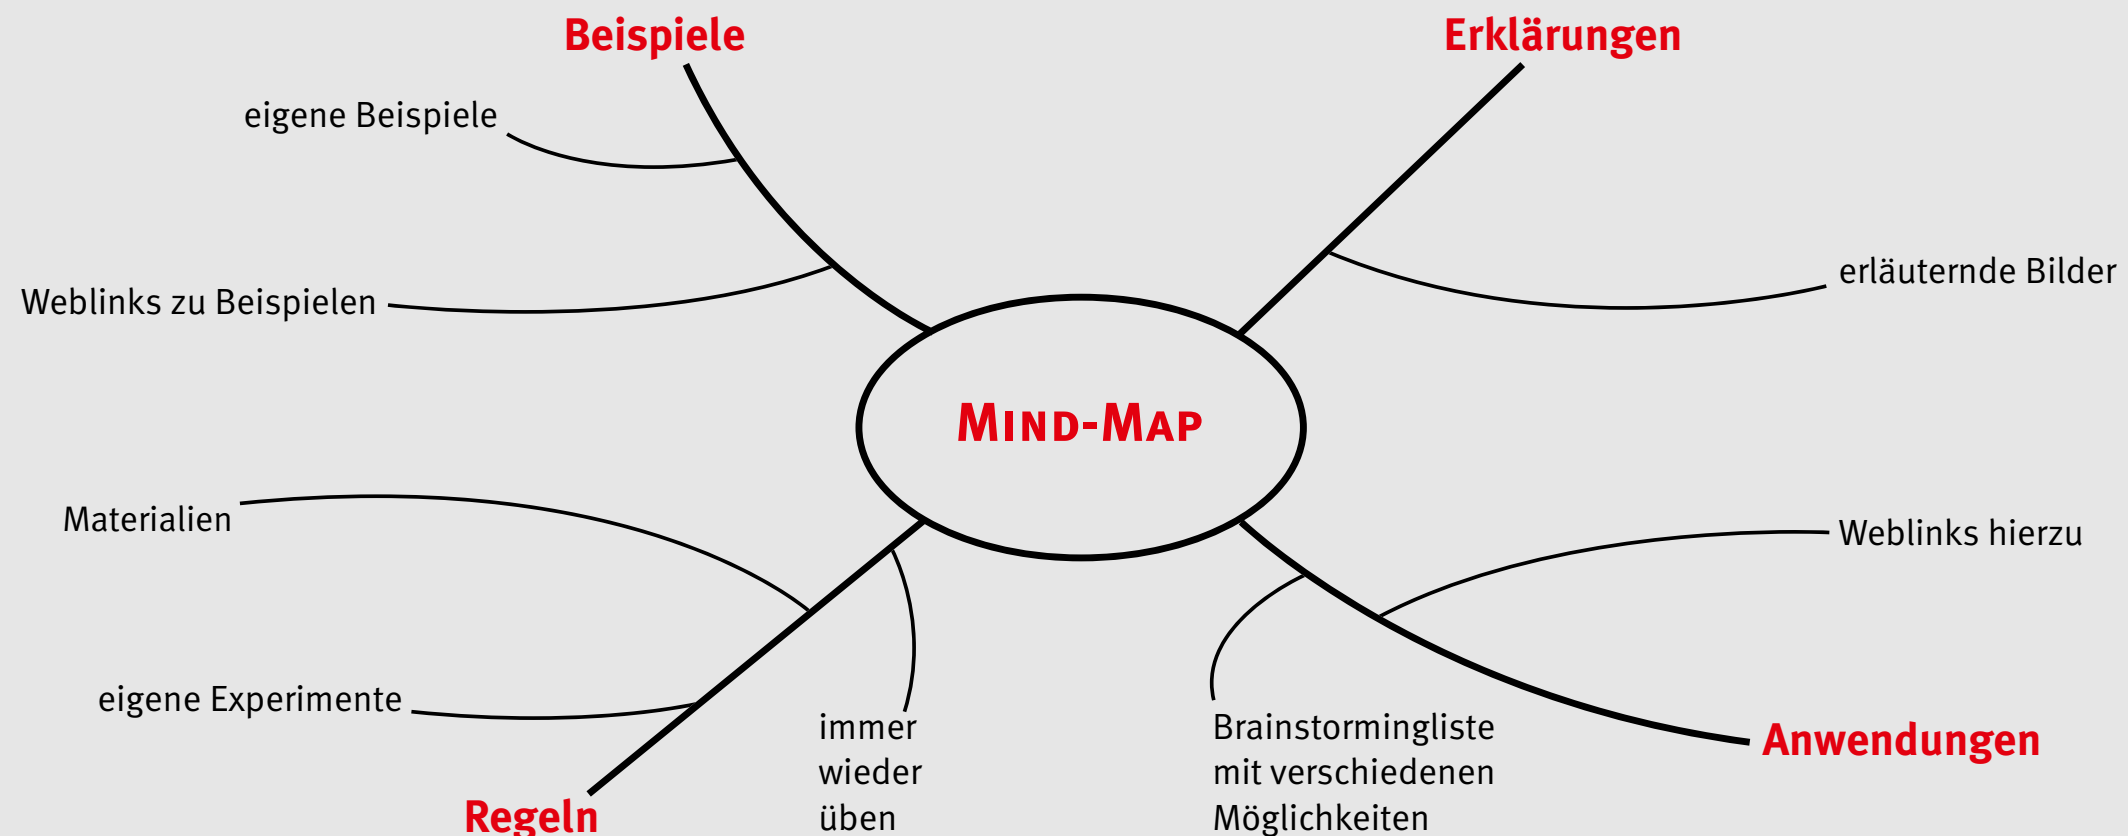 Beispiele
Erklärungen
eigene Beispiele
erläuternde Bilder
Weblinks zu Beispielen
MIND-MAP
Materialien
Weblinks hierzu
eigene Experimente
immer
wieder
üben
Brainstormingliste
mit verschiedenen
Möglichkeiten
Anwendungen
Regeln